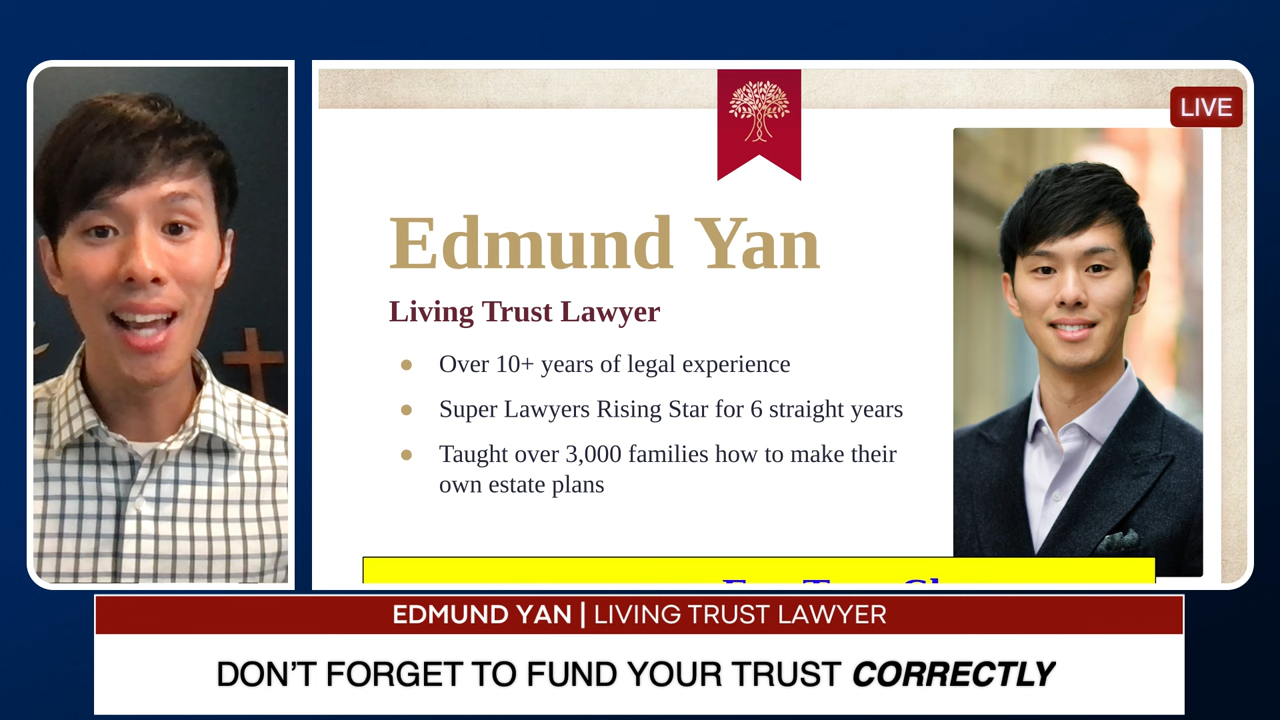 LIVE
Edmund Yan
Living Trust Lawyer
Over 10+ years of legal experience
Super Lawyers Rising Star for 6 straight years
Taught over 3,000 families how to make their
own estate plans
EDMUND YAN | LIVING TRUST LAWYER
DON'T FORGET TO FUND YOUR TRUST CORRECTLY